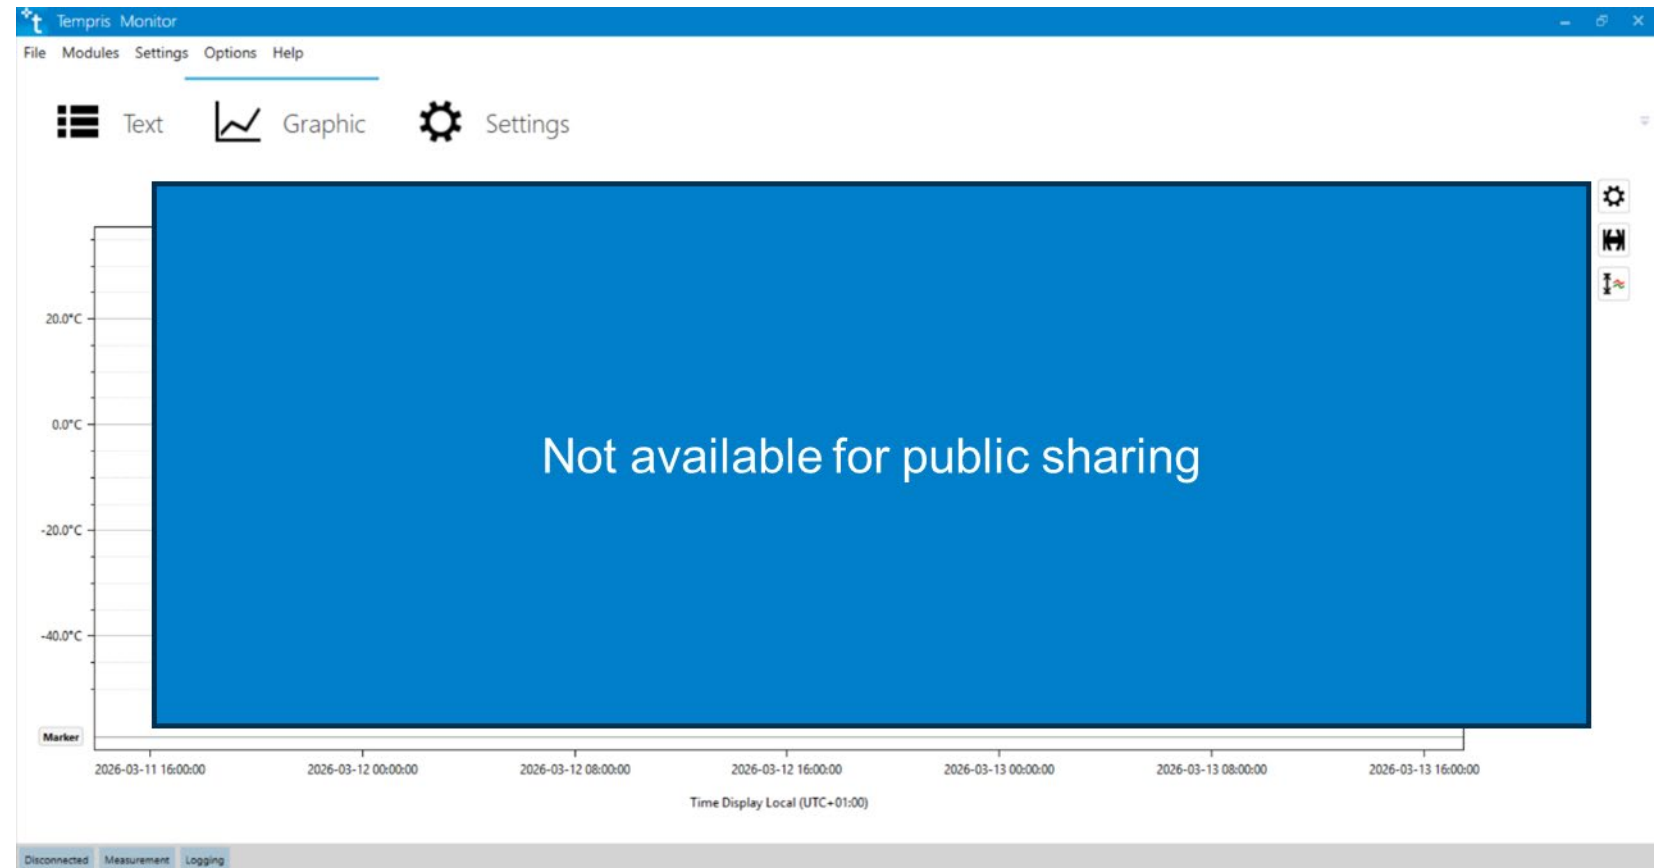 Tempris Monitor
File Modules Settings Options Help
Text Graphic Settings
20.0°C
0.0°C
Not available for public sharing
-20.0°C
-40.0°C
Marker
2026-03-11 16:00:00 2026-03-12 00:00:00 2026-03-12 08:00:00 2026-03-12 16:00:00 2026-03-13 00:00:00 2026-03-13 08:00:00 2026-03-13 16:00:00
Time Display Local (UTC+01:00)
Disconnected Measurement Logging